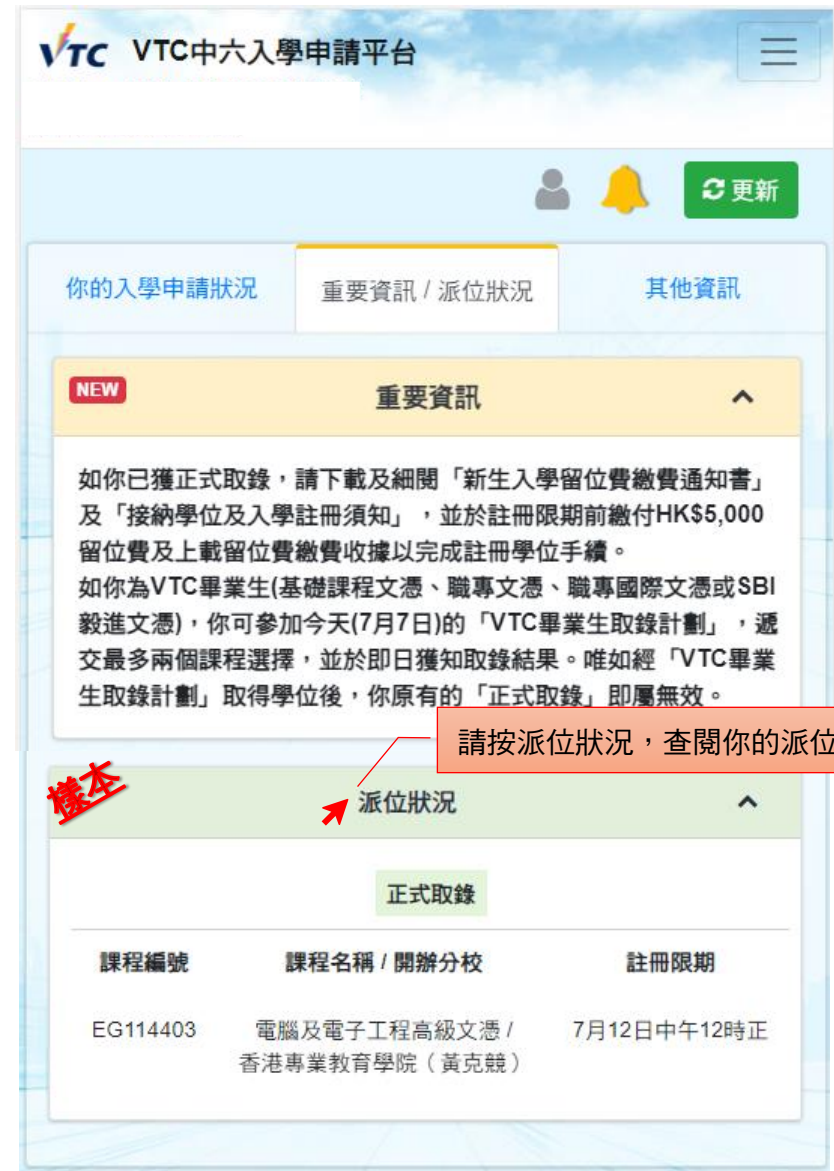 VTC VTC中六入學申請平台
更新
你的入學申請狀況 重要資訊 / 派位狀況 其他資訊
NEW 重要資訊
如你已獲正式取錄，請下載及細閱「新生入學留位費繳費通知書」
及「接納學位及入學註冊須知」，並於註冊限期前繳付HK$5,000
留位費及上載留位費繳費收據以完成註冊學位手續。
如你為VTC畢業生(基礎課程文憑、職專文憑、職專國際文憑或SBI
毅進文憑)，你可參加今天(7月7日)的「VTC畢業生取錄計劃」，遞
交最多兩個課程選擇，並於即日獲知取錄結果。唯如經「VTC畢業
生取錄計劃」取得學位後，你原有的「正式取錄」即屬無效。
請按派位狀況，查閱你的派位
樣本
派位狀況
正式取錄
課程編號 課程名稱 / 開辦分校 註冊限期
EG114403 電腦及電子工程高級文憑 / 7月12日中午12時正
香港專業教育學院（黃克競）